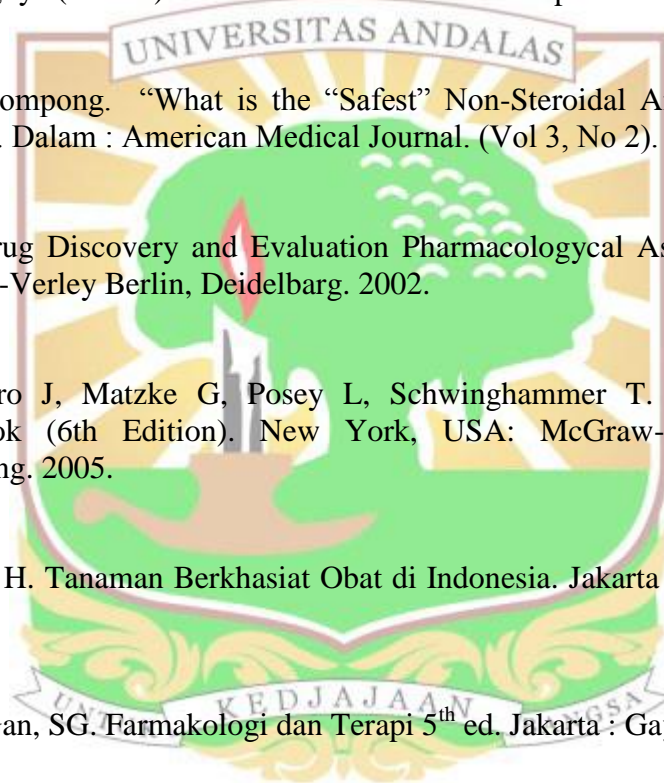 UNIVERSITAS ANDALAS
ompong. “What is the “Safest” Non-Steroidal A
. Dalam : American Medical Journal. (Vol 3, No 2).
rug Discovery and Evaluation Pharmacologycal As
-Verley Berlin, Deidelbarg. 2002.
ro J, Matzke G, Posey L, Schwinghammer T.
ok (6th Edition). New York, USA: McGraw-
ng. 2005.
H. Tanaman Berkhasiat Obat di Indonesia. Jakarta
an, SG. Farmakologi dan Terapi 5th ed. Jakarta : Ga
UNTUK KEDJAJAAN BANGSA